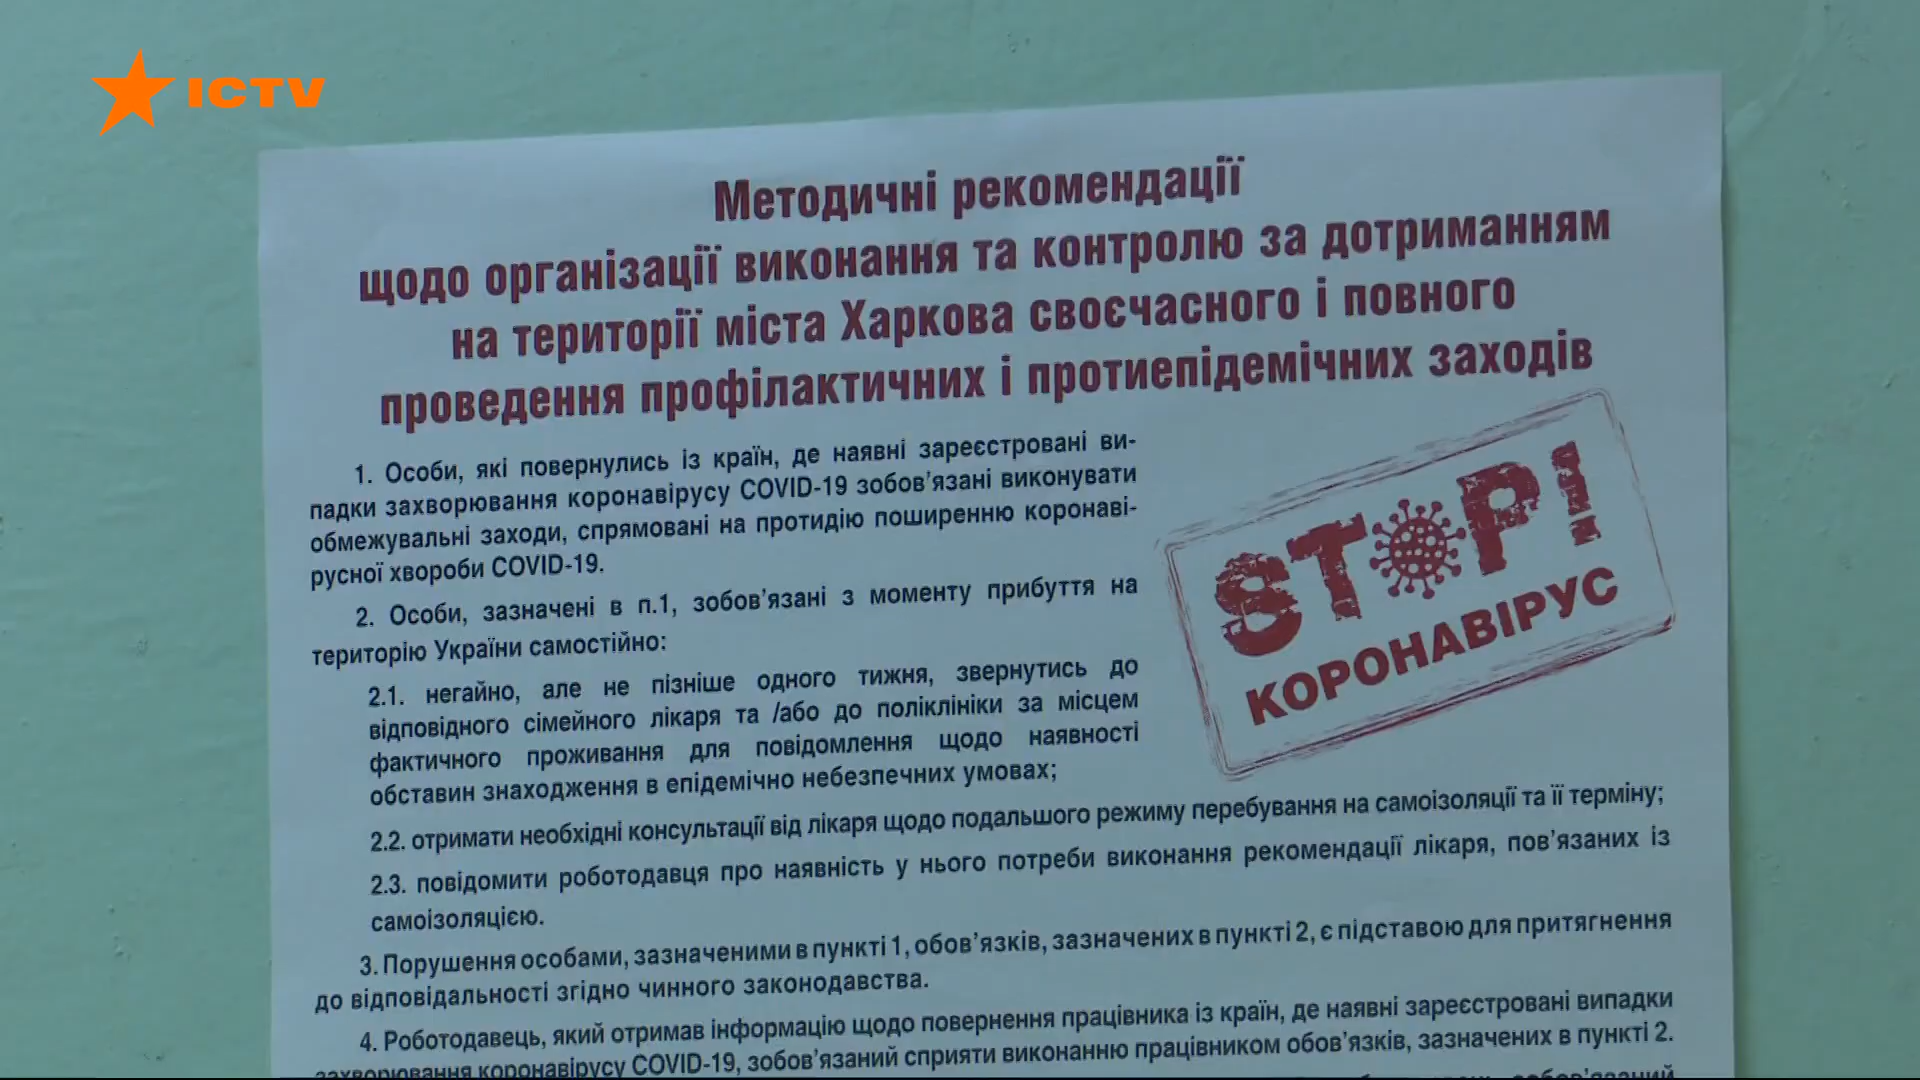 ICTV
Методичні рекомендації
щодо організації виконання та контролю за дотриманням
на території міста Харкова своєчасного і повного
проведення профілактичних і протиепідемічних заходів
1. Особи, які повернулись із країн, де наявні зареєстровані ви-
падки захворювання коронавірусу COVID-19 зобов'язані виконувати
обмежувальні заходи, спрямовані на протидію поширенню коронаві-
русної хвороби COVID-19.
2. Особи, зазначені в п.1, зобов'язані з моменту прибуття на
територію України самостійно:
2.1. негайно, але не пізніше одного тижня, звернутись до
відповідного сімейного лікаря та /або до поліклініки за місцем
фактичного проживання для повідомлення щодо наявності
обставин знаходження в епідемічно небезпечних умовах;
STOP!
КОРОНАВІРУС
2.2. отримати необхідні консультації від лікаря щодо подальшого режиму перебування на самоізоляції та її терміну;
2.3. повідомити роботодавця про наявність у нього потреби виконання рекомендації лікаря, пов'язаних із
самоізоляцією.
3. Порушення особами, зазначеними в пункті 1, обов'язків, зазначених в пункті 2, є підставою для притягнення
до відповідальності згідно чинного законодавства.
4. Роботодавець, який отримав інформацію щодо повернення працівника із країн, де наявні зареєстровані випадки
захворювання коронавірусу COVID-19, зобов'язаний сприяти виконанню працівником обов'язків, зазначених в пункті 2.
зобов'язаний